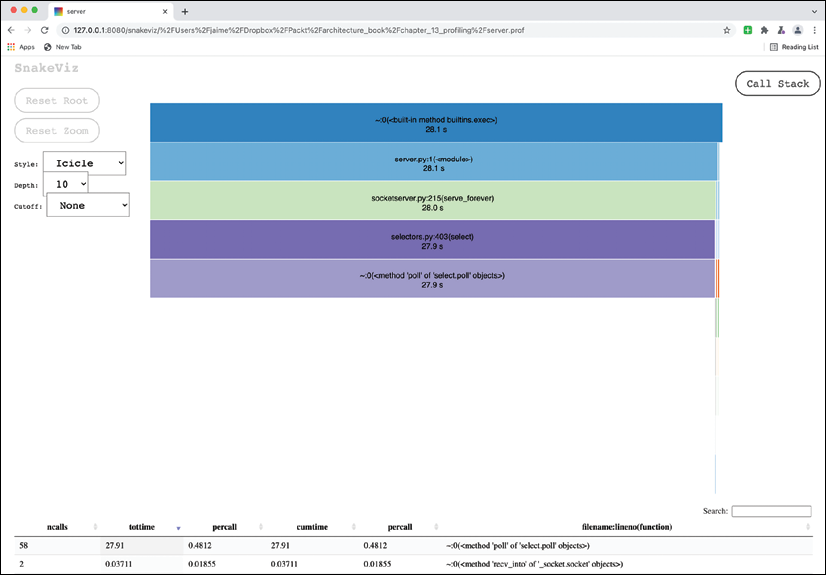 server
127.0.0.1:8080/snakeviz/%2FUsers%2Fjaime%2FDropbox%2FPackt%2Farchitecture_book%2Fchapter_13_profiling%2Fserver.prof
Apps New Tab Reading List
SnakeViz
Call Stack
Reset Root
Reset Zoom
Style: Icicle
Depth: 10
Cutoff: None
~:0(<built-in method builtins.exec>)
28.1 s
server.py:1(<module>)
28.1 s
socketserver.py:215(serve_forever)
28.0 s
selectors.py:403(select)
27.9 s
~:0(<method 'poll' of 'select.poll' objects>)
27.9 s
Search:
ncalls tottime percall cumtime percall filename:lineno(function)
58 27.91 0.4812 27.91 0.4812 ~:0(<method 'poll' of 'select.poll' objects>)
2 0.03711 0.01855 0.03711 0.01855 ~:0(<method 'recv_into' of '_socket.socket' objects>)